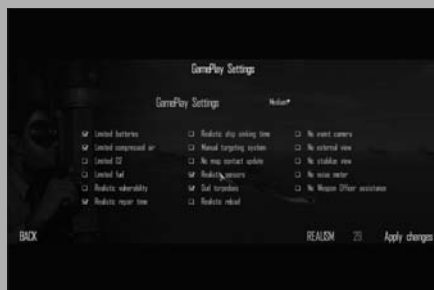 GamePlay Settings
GamePlay Settings Medium
Limited batteries
Limited compressed air
Limited O2
Limited fuel
Realistic vulnerability
Realistic repair time
Realistic ship sinking time
Manual targeting system
No map contact update
Realistic sensors
Dud torpedoes
Realistic reload
No event camera
No external view
No stabilize view
No noise meter
No Weapon Officer assistance
BACK REALISM 29 Apply changes